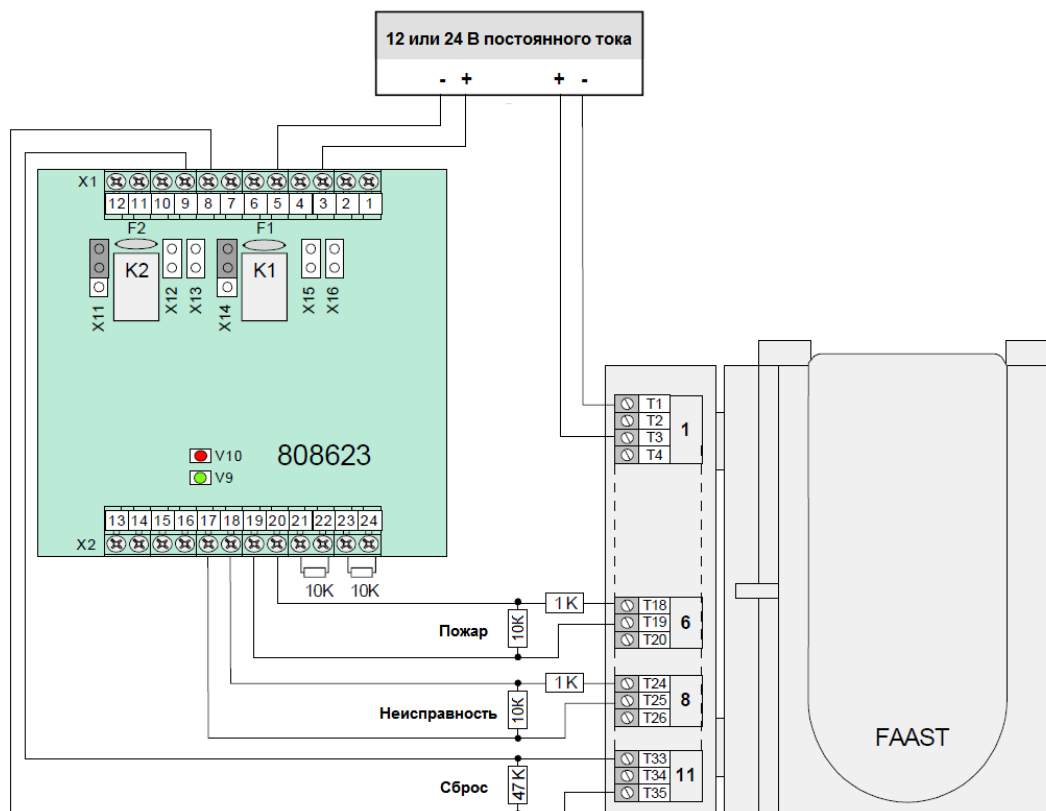 12 или 24 В постоянного тока
- + + -
X1
12 11 10 9 8 7 6 5 4 3 2 1
F2 F1
K2 K1
X11 X12 X13 X14 X15 X16
V10
V9
808623
13 14 15 16 17 18 19 20 21 22 23 24
X2
10K 10K
T1
T2
T3
T4
1
Пожар
10K
1K
T18
T19
T20
6
Неисправность
10K
1K
T24
T25
T26
8
Сброс
47K
T33
T34
T35
11
FAAST